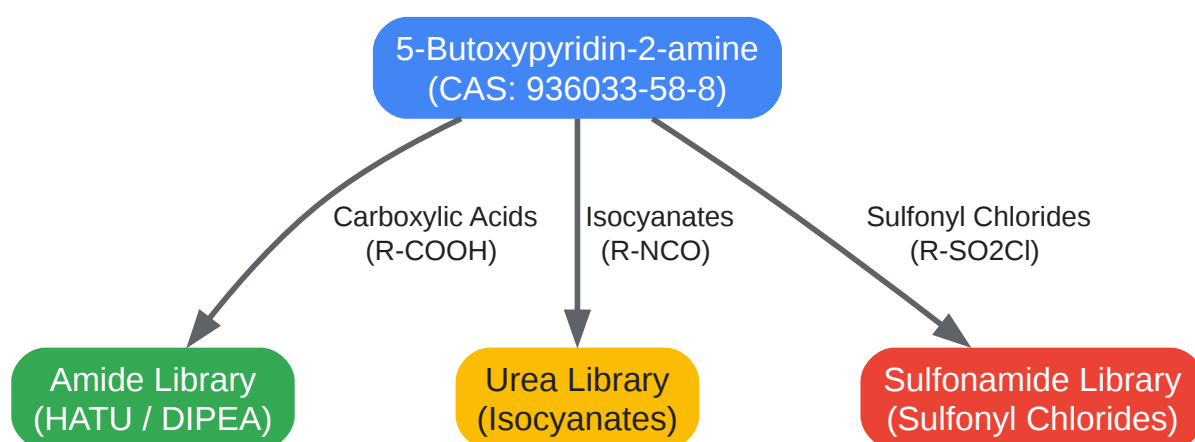 5-Butoxypyridin-2-amine
(CAS: 936033-58-8)
Carboxylic Acids
(R-COOH)
Isocyanates
(R-NCO)
Sulfonyl Chlorides
(R-SO2Cl)
Amide Library
(HATU / DIPEA)
Urea Library
(Isocyanates)
Sulfonamide Library
(Sulfonyl Chlorides)